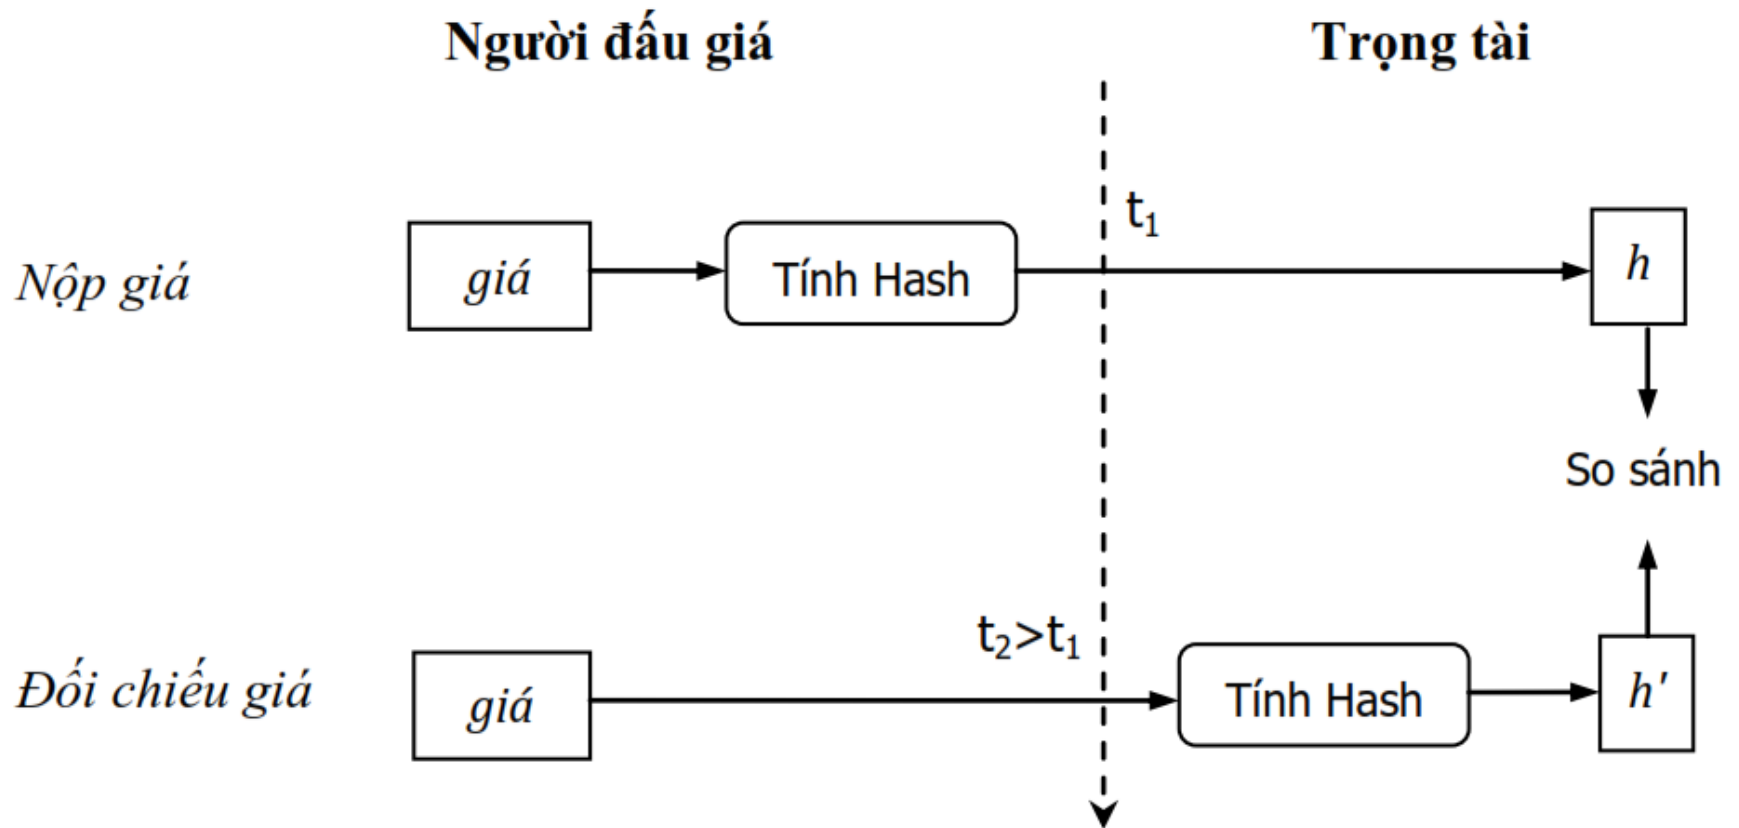 Người đấu giá
Trọng tài
t₁
Nộp giá
giá
Tính Hash
h
So sánh
t₂>t₁
Đối chiếu giá
giá
Tính Hash
h'